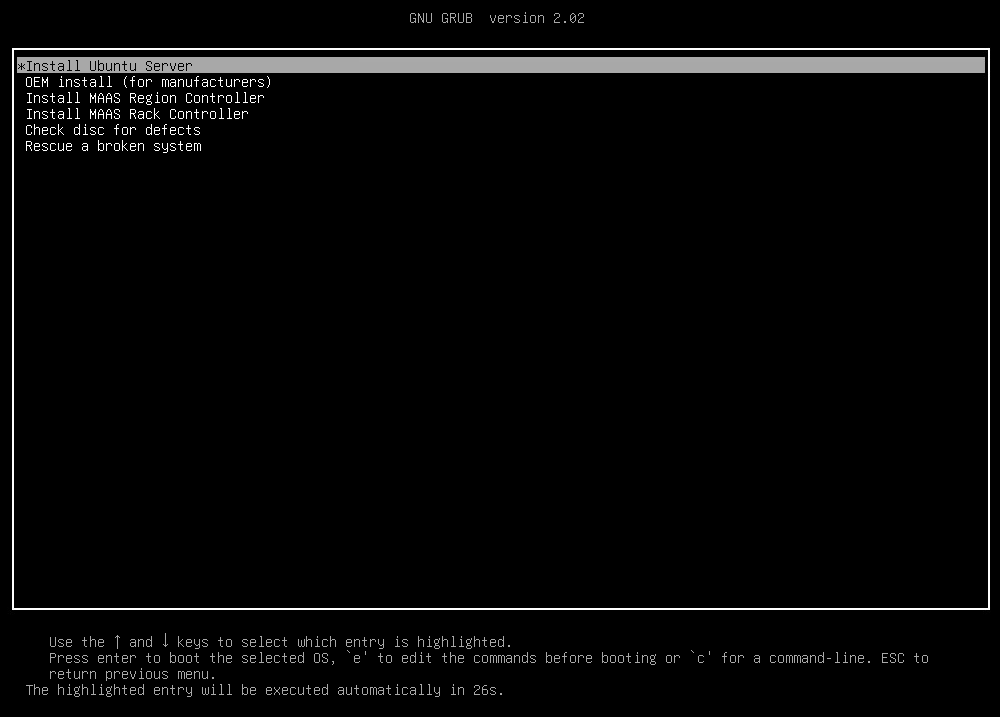 GNU GRUB  version 2.02
*Install Ubuntu Server
OEM install (for manufacturers)
Install MAAS Region Controller
Install MAAS Rack Controller
Check disc for defects
Rescue a broken system
Use the ↑ and ↓ keys to select which entry is highlighted.
Press enter to boot the selected OS, `e' to edit the commands before booting or `c' for a command-line. ESC to
return previous menu.
The highlighted entry will be executed automatically in 26s.